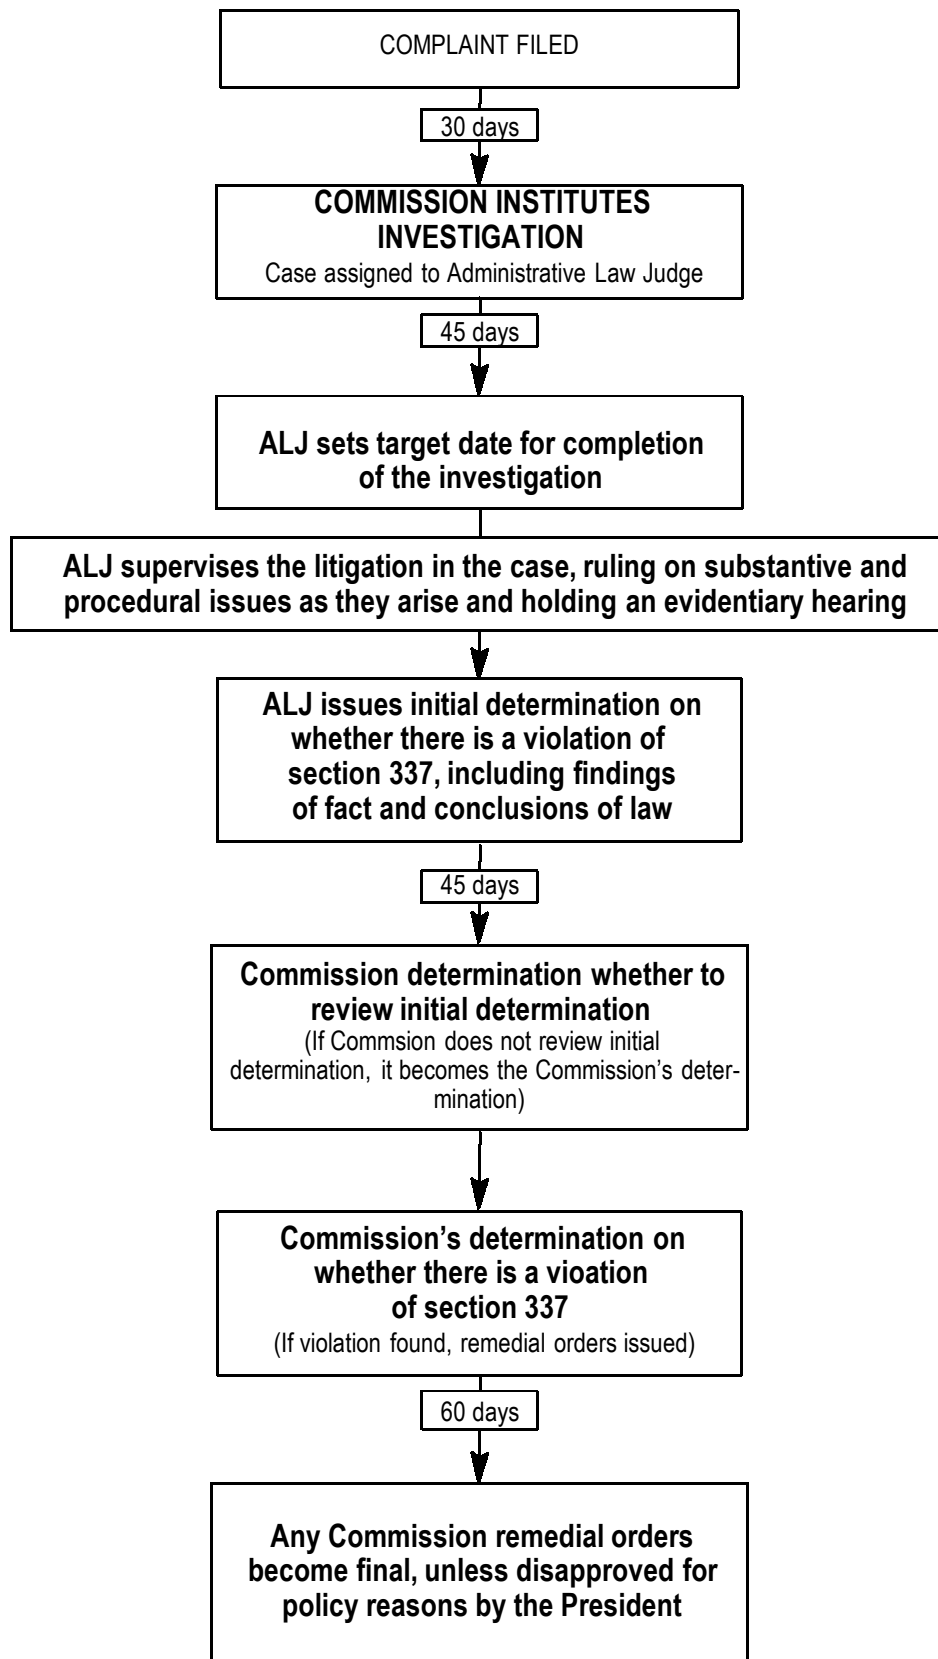 COMPLAINT FILED
30 days
COMMISSION INSTITUTES
INVESTIGATION
Case assigned to Administrative Law Judge
45 days
ALJ sets target date for completion
of the investigation
ALJ supervises the litigation in the case, ruling on substantive and
procedural issues as they arise and holding an evidentiary hearing
ALJ issues initial determination on
whether there is a violation of
section 337, including findings
of fact and conclusions of law
45 days
Commission determination whether to
review initial determination
(If Commsion does not review initial
determination, it becomes the Commission’s deter-
mination)
Commission’s determination on
whether there is a vioation
of section 337
(If violation found, remedial orders issued)
60 days
Any Commission remedial orders
become final, unless disapproved for
policy reasons by the President